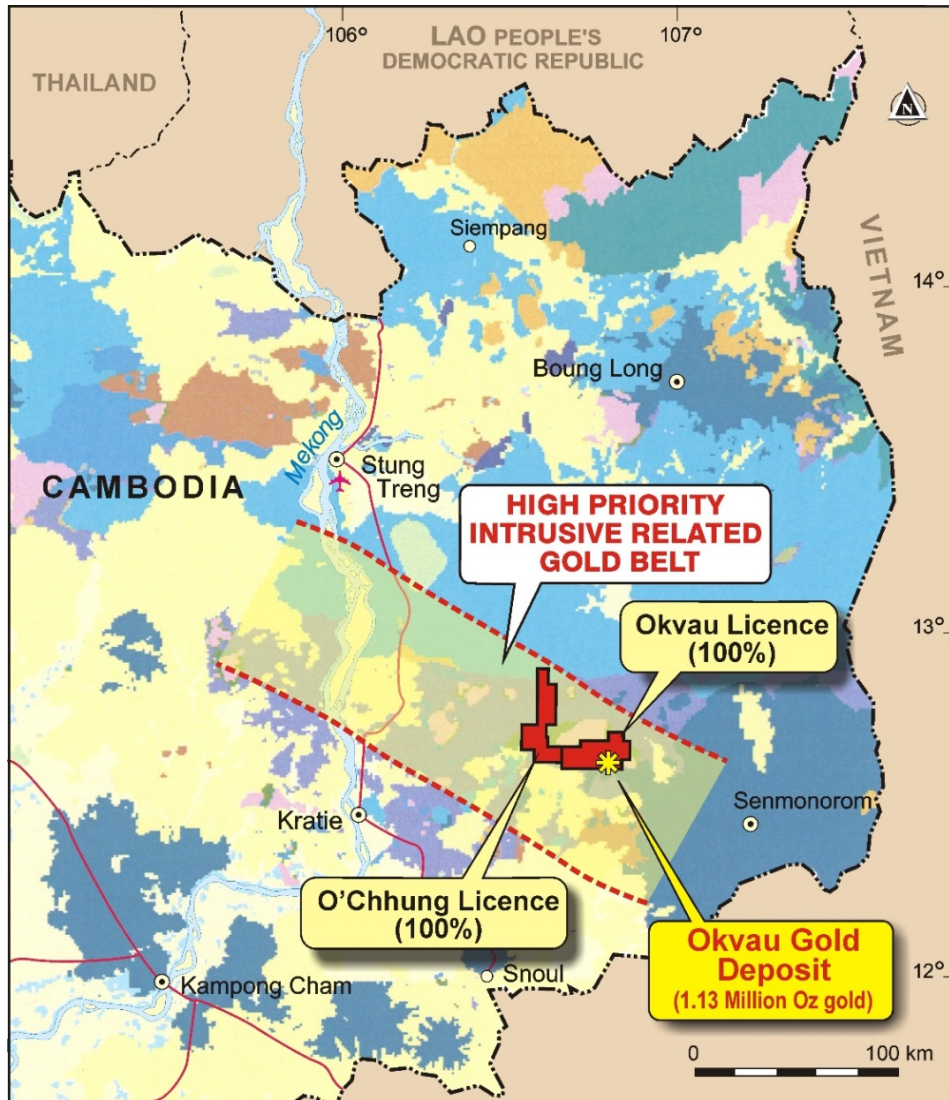 106°
107°
LAO PEOPLE'S
DEMOCRATIC REPUBLIC
THAILAND
N
VIETNAM
Siempang
14°
Boung Long
Mekong
Stung
Treng
CAMBODIA
HIGH PRIORITY
INTRUSIVE RELATED
GOLD BELT
13°
Okvau Licence
(100%)
Senmonorom
Kratie
O'Chhung Licence
(100%)
Okvau Gold
Deposit
(1.13 Million Oz gold)
12°
Snoul
Kampong Cham
0
100 km